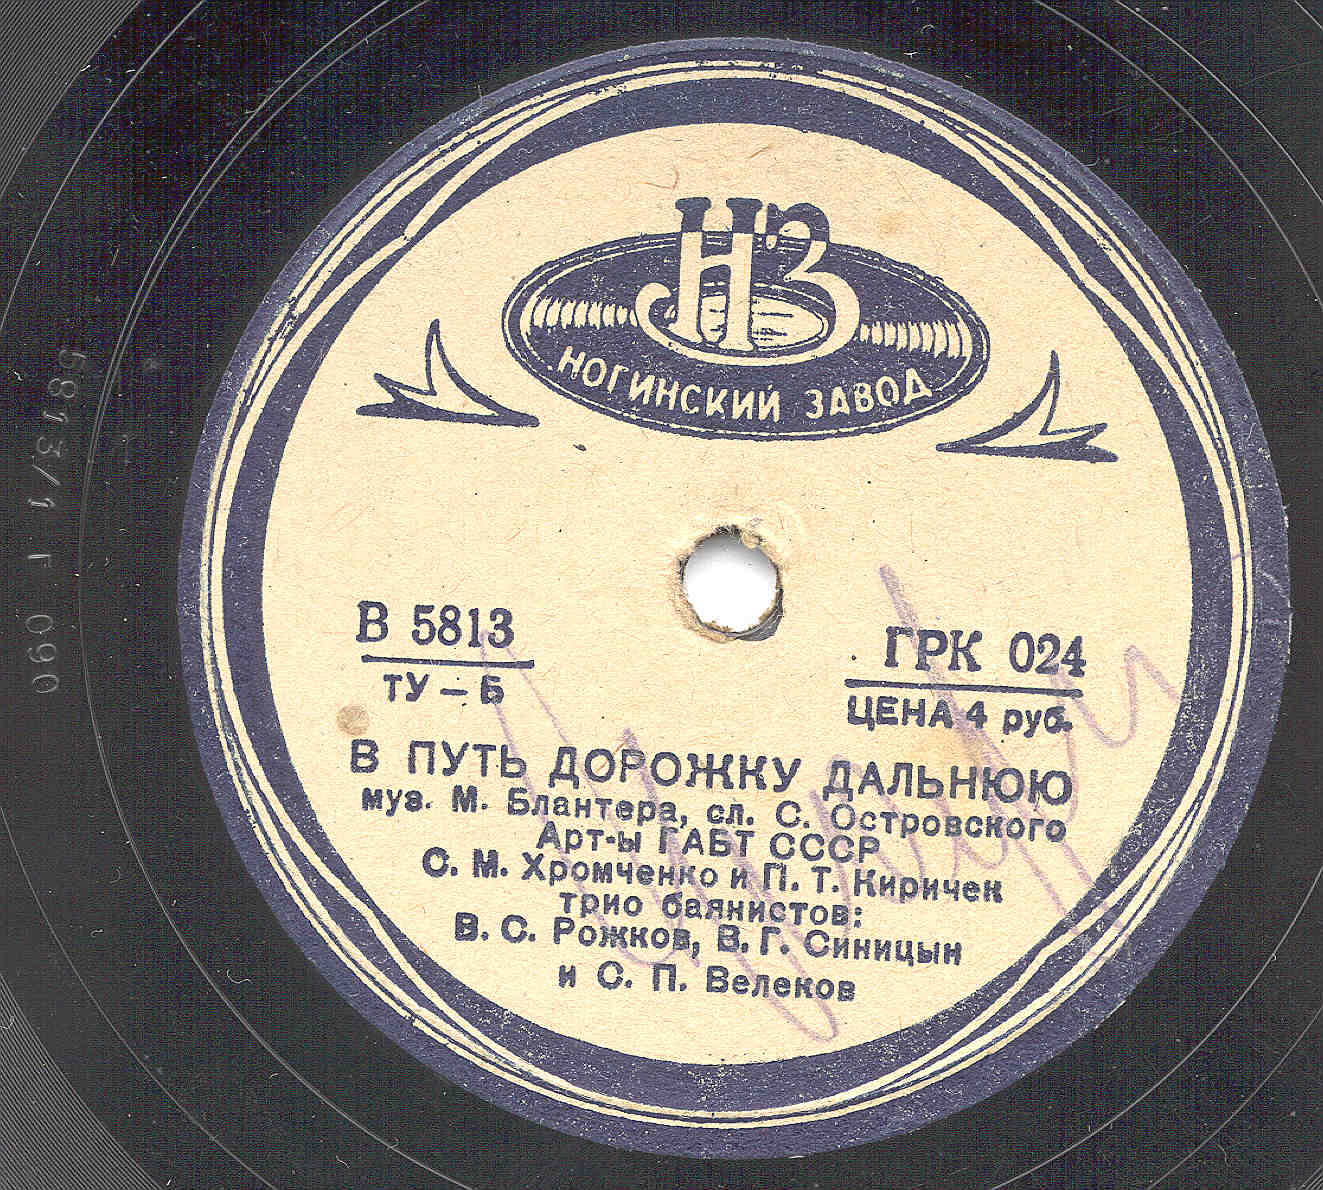 НЗ
НОГИНСКИЙ ЗАВОД
В 5813
ТУ – Б
ГРК 024
ЦЕНА 4 руб.
В ПУТЬ ДОРОЖКУ ДАЛЬНЮЮ
муз. М. Блантера, сл. С. Островского
Арт-ы ГАБТ СССР
С. М. Хромченко и П. Т. Киричек
трио баянистов:
В. С. Рожков, В. Г. Синицын
и С. П. Велеков
5813/1 Г 090